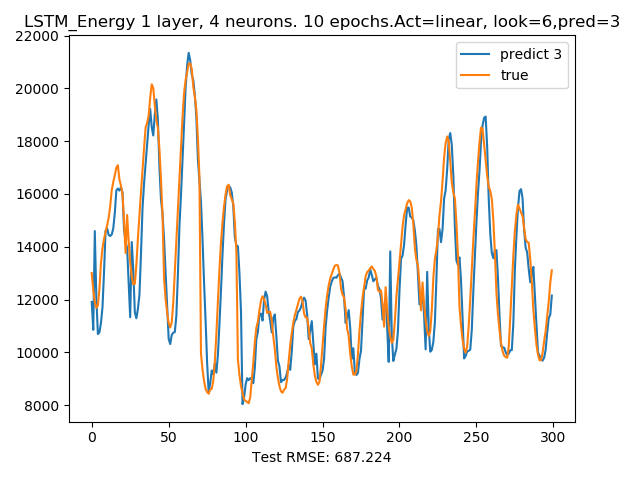 LSTM_Energy 1 layer, 4 neurons. 10 epochs.Act=linear, look=6,pred=3
22000
20000
18000
16000
14000
12000
10000
8000
predict 3
true
0 50 100 150 200 250 300
Test RMSE: 687.224